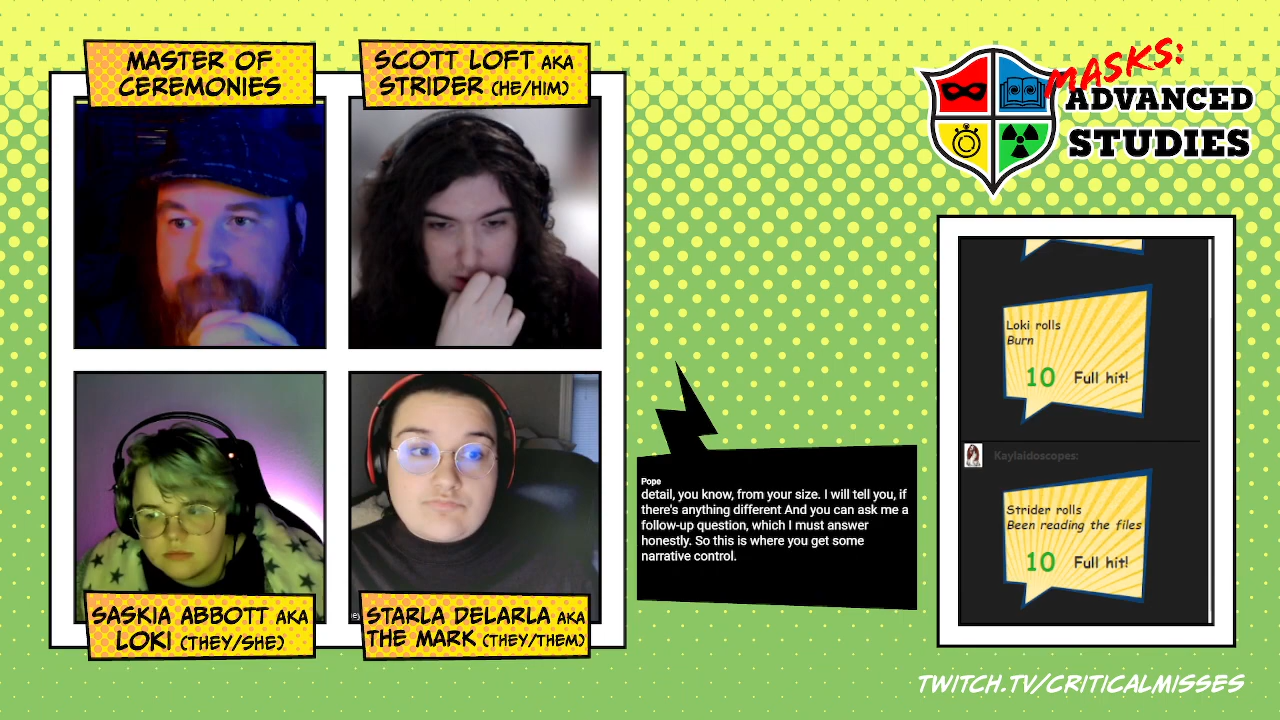 MASTER OF
CEREMONIES
SCOTT LOFT AKA
STRIDER (HE/HIM)
SASKIA ABBOTT AKA
LOKI (THEY/SHE)
STARLA DELARLA AKA
THE MARK (THEY/THEM)
Pope
detail, you know, from your size. I will tell you, if
there's anything different And you can ask me a
follow-up question, which I must answer
honestly. So this is where you get some
narrative control.
MASKS:
ADVANCED
STUDIES
Loki rolls
Burn
10 Full hit!
Kaylaidoscopes:
Strider rolls
Been reading the files
10 Full hit!
TWITCH.TV/CRITICALMISSES